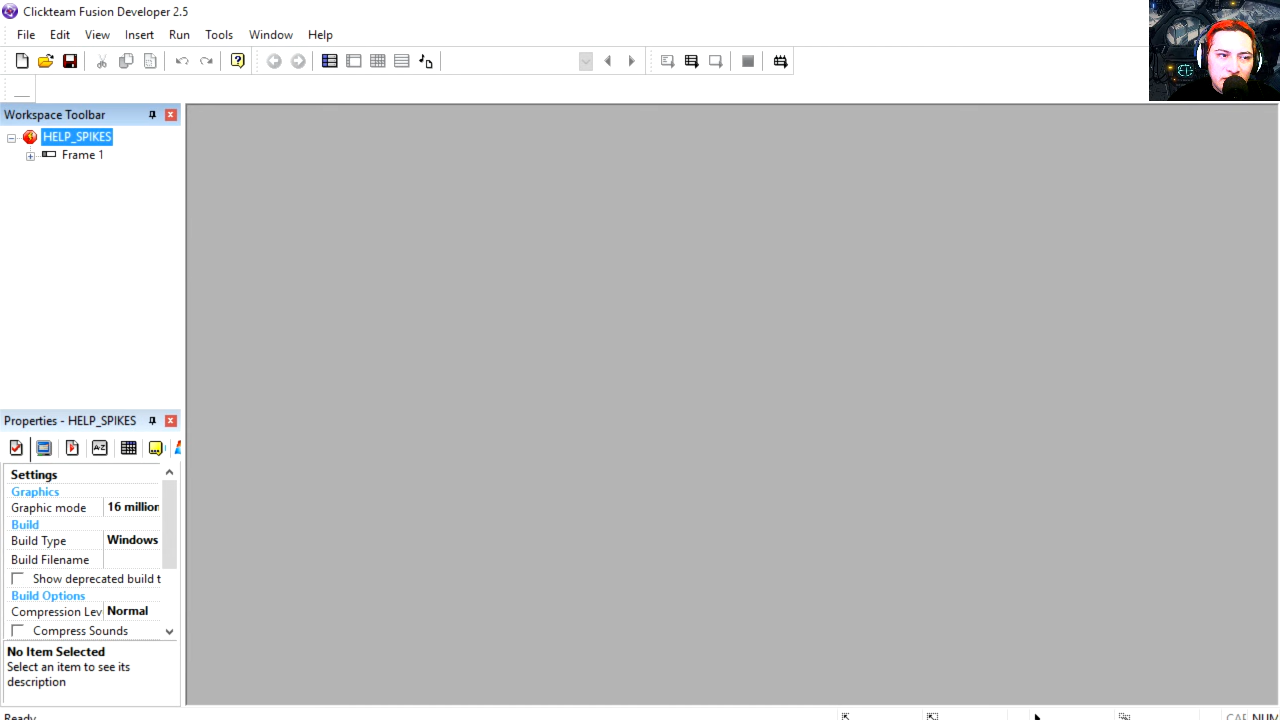 Clickteam Fusion Developer 2.5
File Edit View Insert Run Tools Window Help
Workspace Toolbar
HELP_SPIKES
Frame 1
Properties - HELP_SPIKES
Settings
Graphics
Graphic mode 16 million
Build
Build Type Windows
Build Filename
Show deprecated build t
Build Options
Compression Lev Normal
Compress Sounds
No Item Selected
Select an item to see its
description
Ready NUM